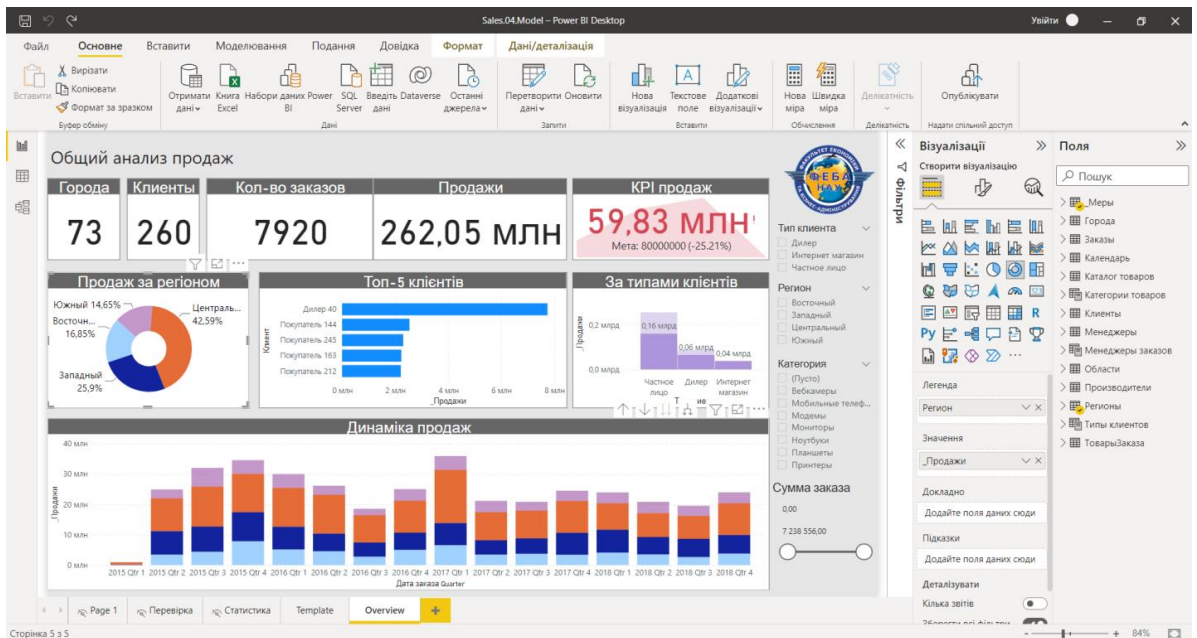 Sales.04.Model – Power BI Desktop
Увійти
Файл Основне Вставити Моделювання Подання Довідка Формат Дані/деталізація
Вставити
Вирізати
Копіювати
Формат за зразком
Буфер обміну
Отримати дані
Книга Excel
Набори даних Power BI
SQL Server
Введіть дані
Dataverse
Останні джерела
Дані
Перетворити дані
Оновити
Запити
Нова візуалізація
Текстове поле
Додаткові візуалізації
Вставити
Нова міра
Швидка міра
Обчислення
Делікатність
Делікатність
Опублікувати
Надати спільний доступ
Общий анализ продаж
ФЕБА
НАУ
Города
73
Клиенты
260
Кол-во заказов
7920
Продажи
262,05 млн
KPI продаж
59,83 млн!
Мета: 80000000 (-25.21%)
Продаж за регіоном
Южный 14,65%
Восточн...
16,85%
Западный
25,9%
Централь...
42,59%
Топ-5 клієнтів
Клиент
Дилер 40
Покупатель 144
Покупатель 245
Покупатель 163
Покупатель 212
0 млн 2 млн 4 млн 6 млн 8 млн
_Продажи
За типами клієнтів
_Продажи
0,2 млрд
0,0 млрд
0,16 млрд
0,06 млрд
0,04 млрд
Частное лицо
Дилер
Интернет магазин
Динаміка продаж
_Продажи
40 млн
30 млн
20 млн
10 млн
0 млн
2015 Qtr 1 2015 Qtr 2 2015 Qtr 3 2015 Qtr 4 2016 Qtr 1 2016 Qtr 2 2016 Qtr 3 2016 Qtr 4 2017 Qtr 1 2017 Qtr 2 2017 Qtr 3 2017 Qtr 4 2018 Qtr 1 2018 Qtr 2 2018 Qtr 3 2018 Qtr 4
Дата заказа Quarter
Тип клиента
Дилер
Интернет магазин
Частное лицо
Регион
Восточный
Западный
Центральный
Южный
Категория
(Пусто)
Вебкамеры
Мобильные телеф...
Модемы
Мониторы
Ноутбуки
Планшеты
Принтеры
Сумма заказа
0,00
7 238 556,00
Фільтри
Візуалізації
Створити візуалізацію
R
Py
Легенда
Регион
Значення
_Продажи
Докладно
Додайте поля даних сюди
Підказки
Додайте поля даних сюди
Деталізувати
Кілька звітів
Зберегти всі фільтри
Поля
Пошук
_Меры
Города
Заказы
Календарь
Каталог товаров
Категории товаров
Клиенты
Менеджеры
Менеджеры заказов
Области
Производители
Регионы
Типы клиентов
ТоварыЗаказа
Page 1 Перевірка Статистика Template Overview
Сторінка 5 з 5
84%